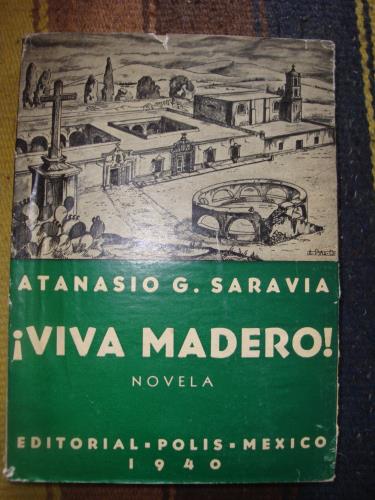 ATANASIO G. SARAVIA
¡VIVA MADERO!
NOVELA
EDITORIAL = POLIS = MEXICO
1940